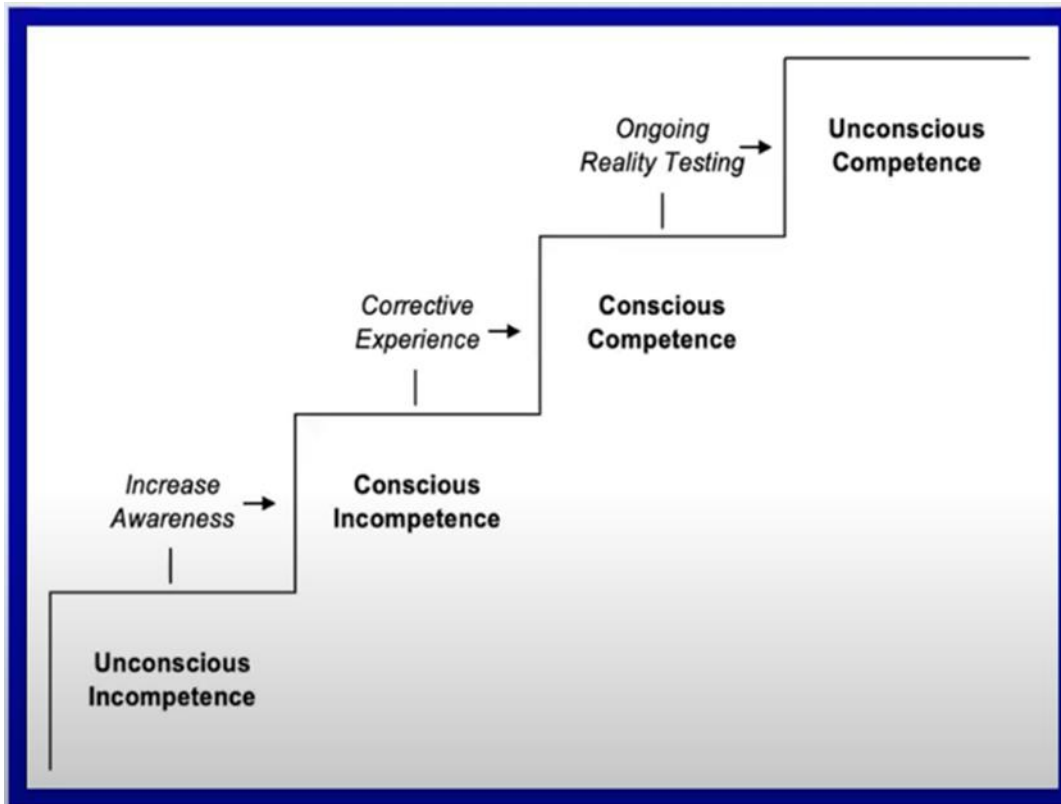 Ongoing
Reality Testing
Unconscious
Competence
Corrective
Experience
Conscious
Competence
Increase
Awareness
Conscious
Incompetence
Unconscious
Incompetence